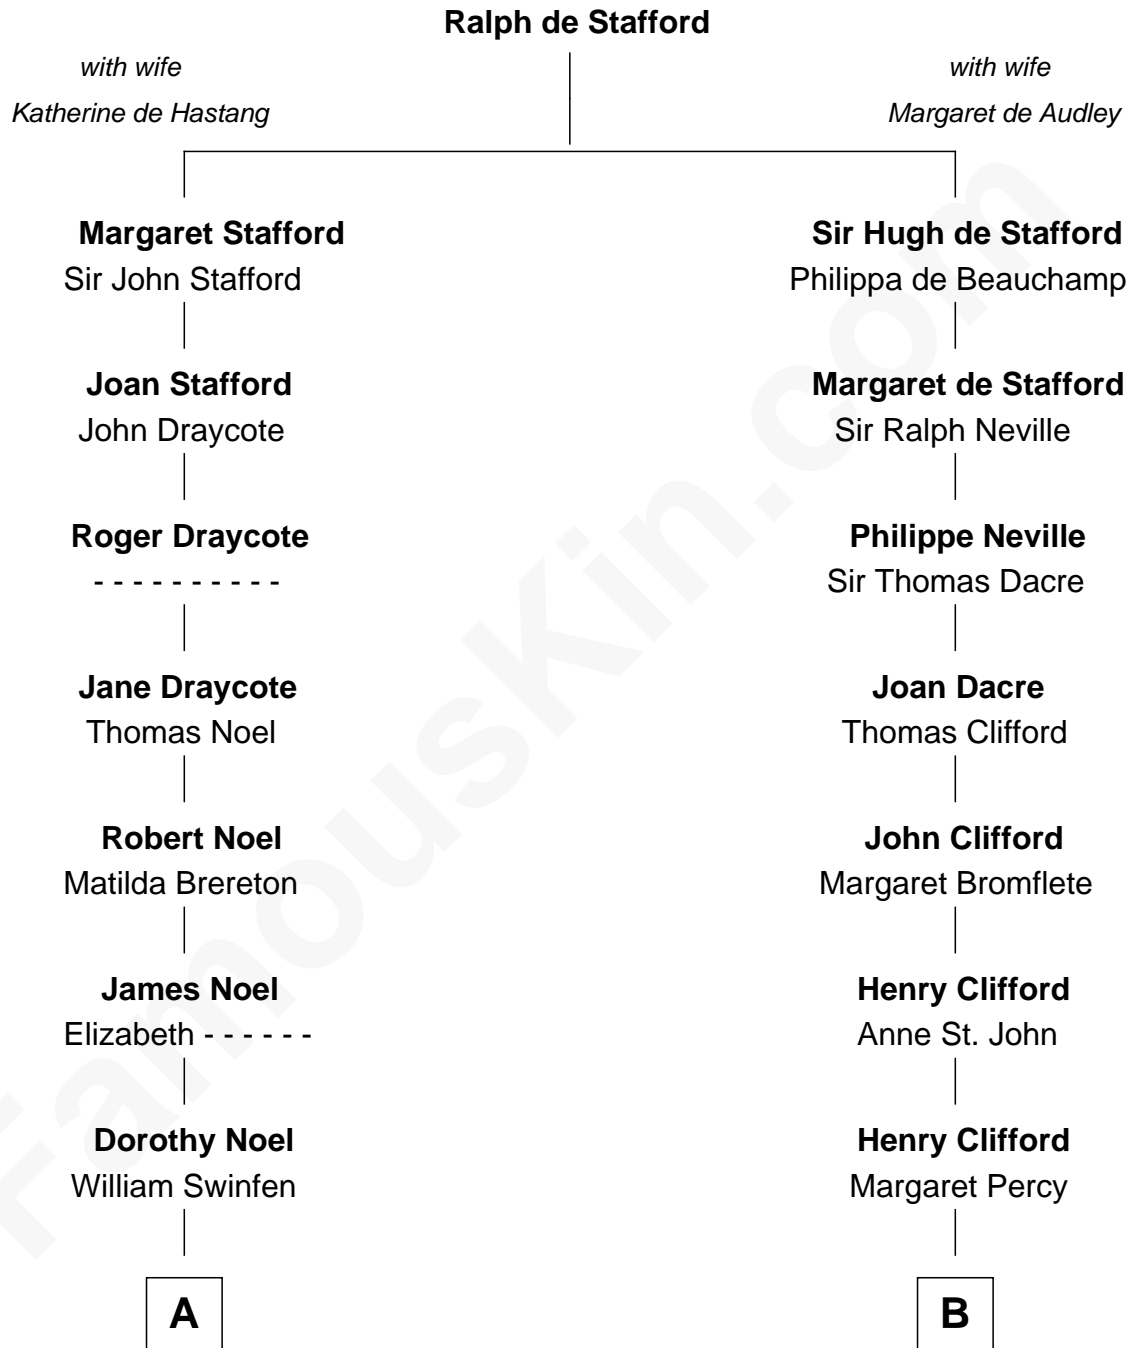 Ralph de Stafford
with wife
Katherine de Hastang
with wife
Margaret de Audley
Margaret Stafford
Sir John Stafford
Sir Hugh de Stafford
Philippa de Beauchamp
Joan Stafford
John Draycote
Margaret de Stafford
Sir Ralph Neville
Roger Draycote
- - - - - - - - - -
Philippe Neville
Sir Thomas Dacre
Jane Draycote
Thomas Noel
Joan Dacre
Thomas Clifford
Robert Noel
Matilda Brereton
John Clifford
Margaret Bromflete
James Noel
Elizabeth - - - - - -
Henry Clifford
Anne St. John
Dorothy Noel
William Swinfen
Henry Clifford
Margaret Percy
A
B
FamousKin.com